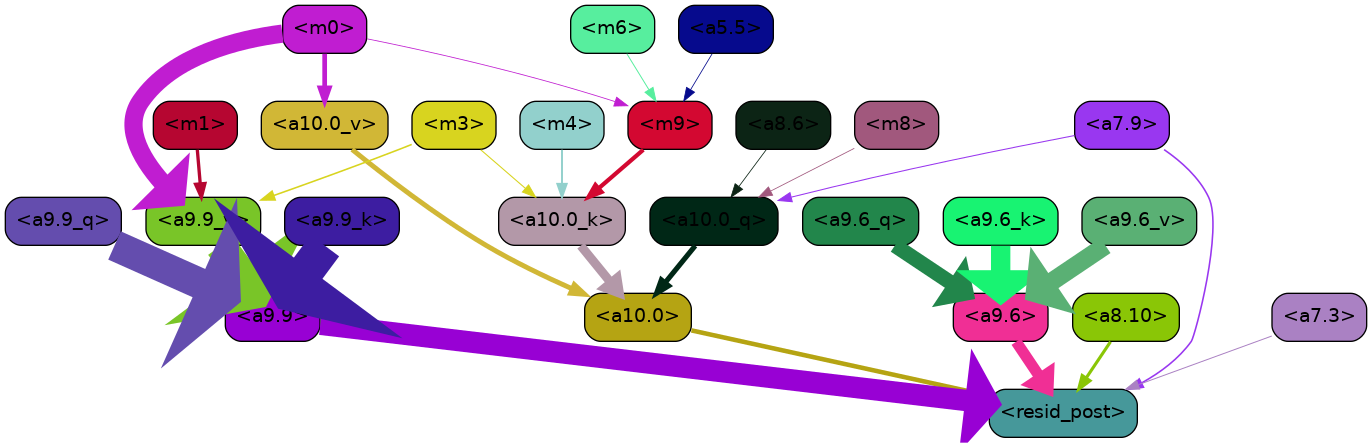 <m0> <m6> <a5.5>
<m1> <a10.0_v> <m3> <m4> <m9> <a8.6> <m8> <a7.9>
<a9.9_q> <a9.9_k> <a10.0_k> <a10.0_q> <a9.6_q> <a9.6_k> <a9.6_v>
<a9.9> <a10.0> <a9.6> <a8.10> <a7.3>
<resid_post>